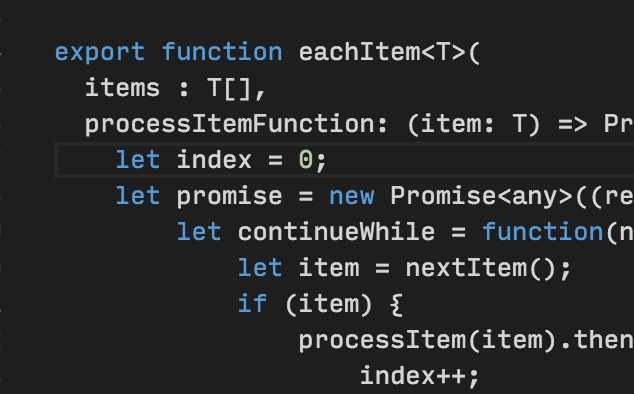 export function eachItem<T>(
items : T[],
processItemFunction: (item: T) => Pr
let index = 0;
let promise = new Promise<any>((re
let continueWhile = function(n
let item = nextItem();
if (item) {
processItem(item).then
index++;